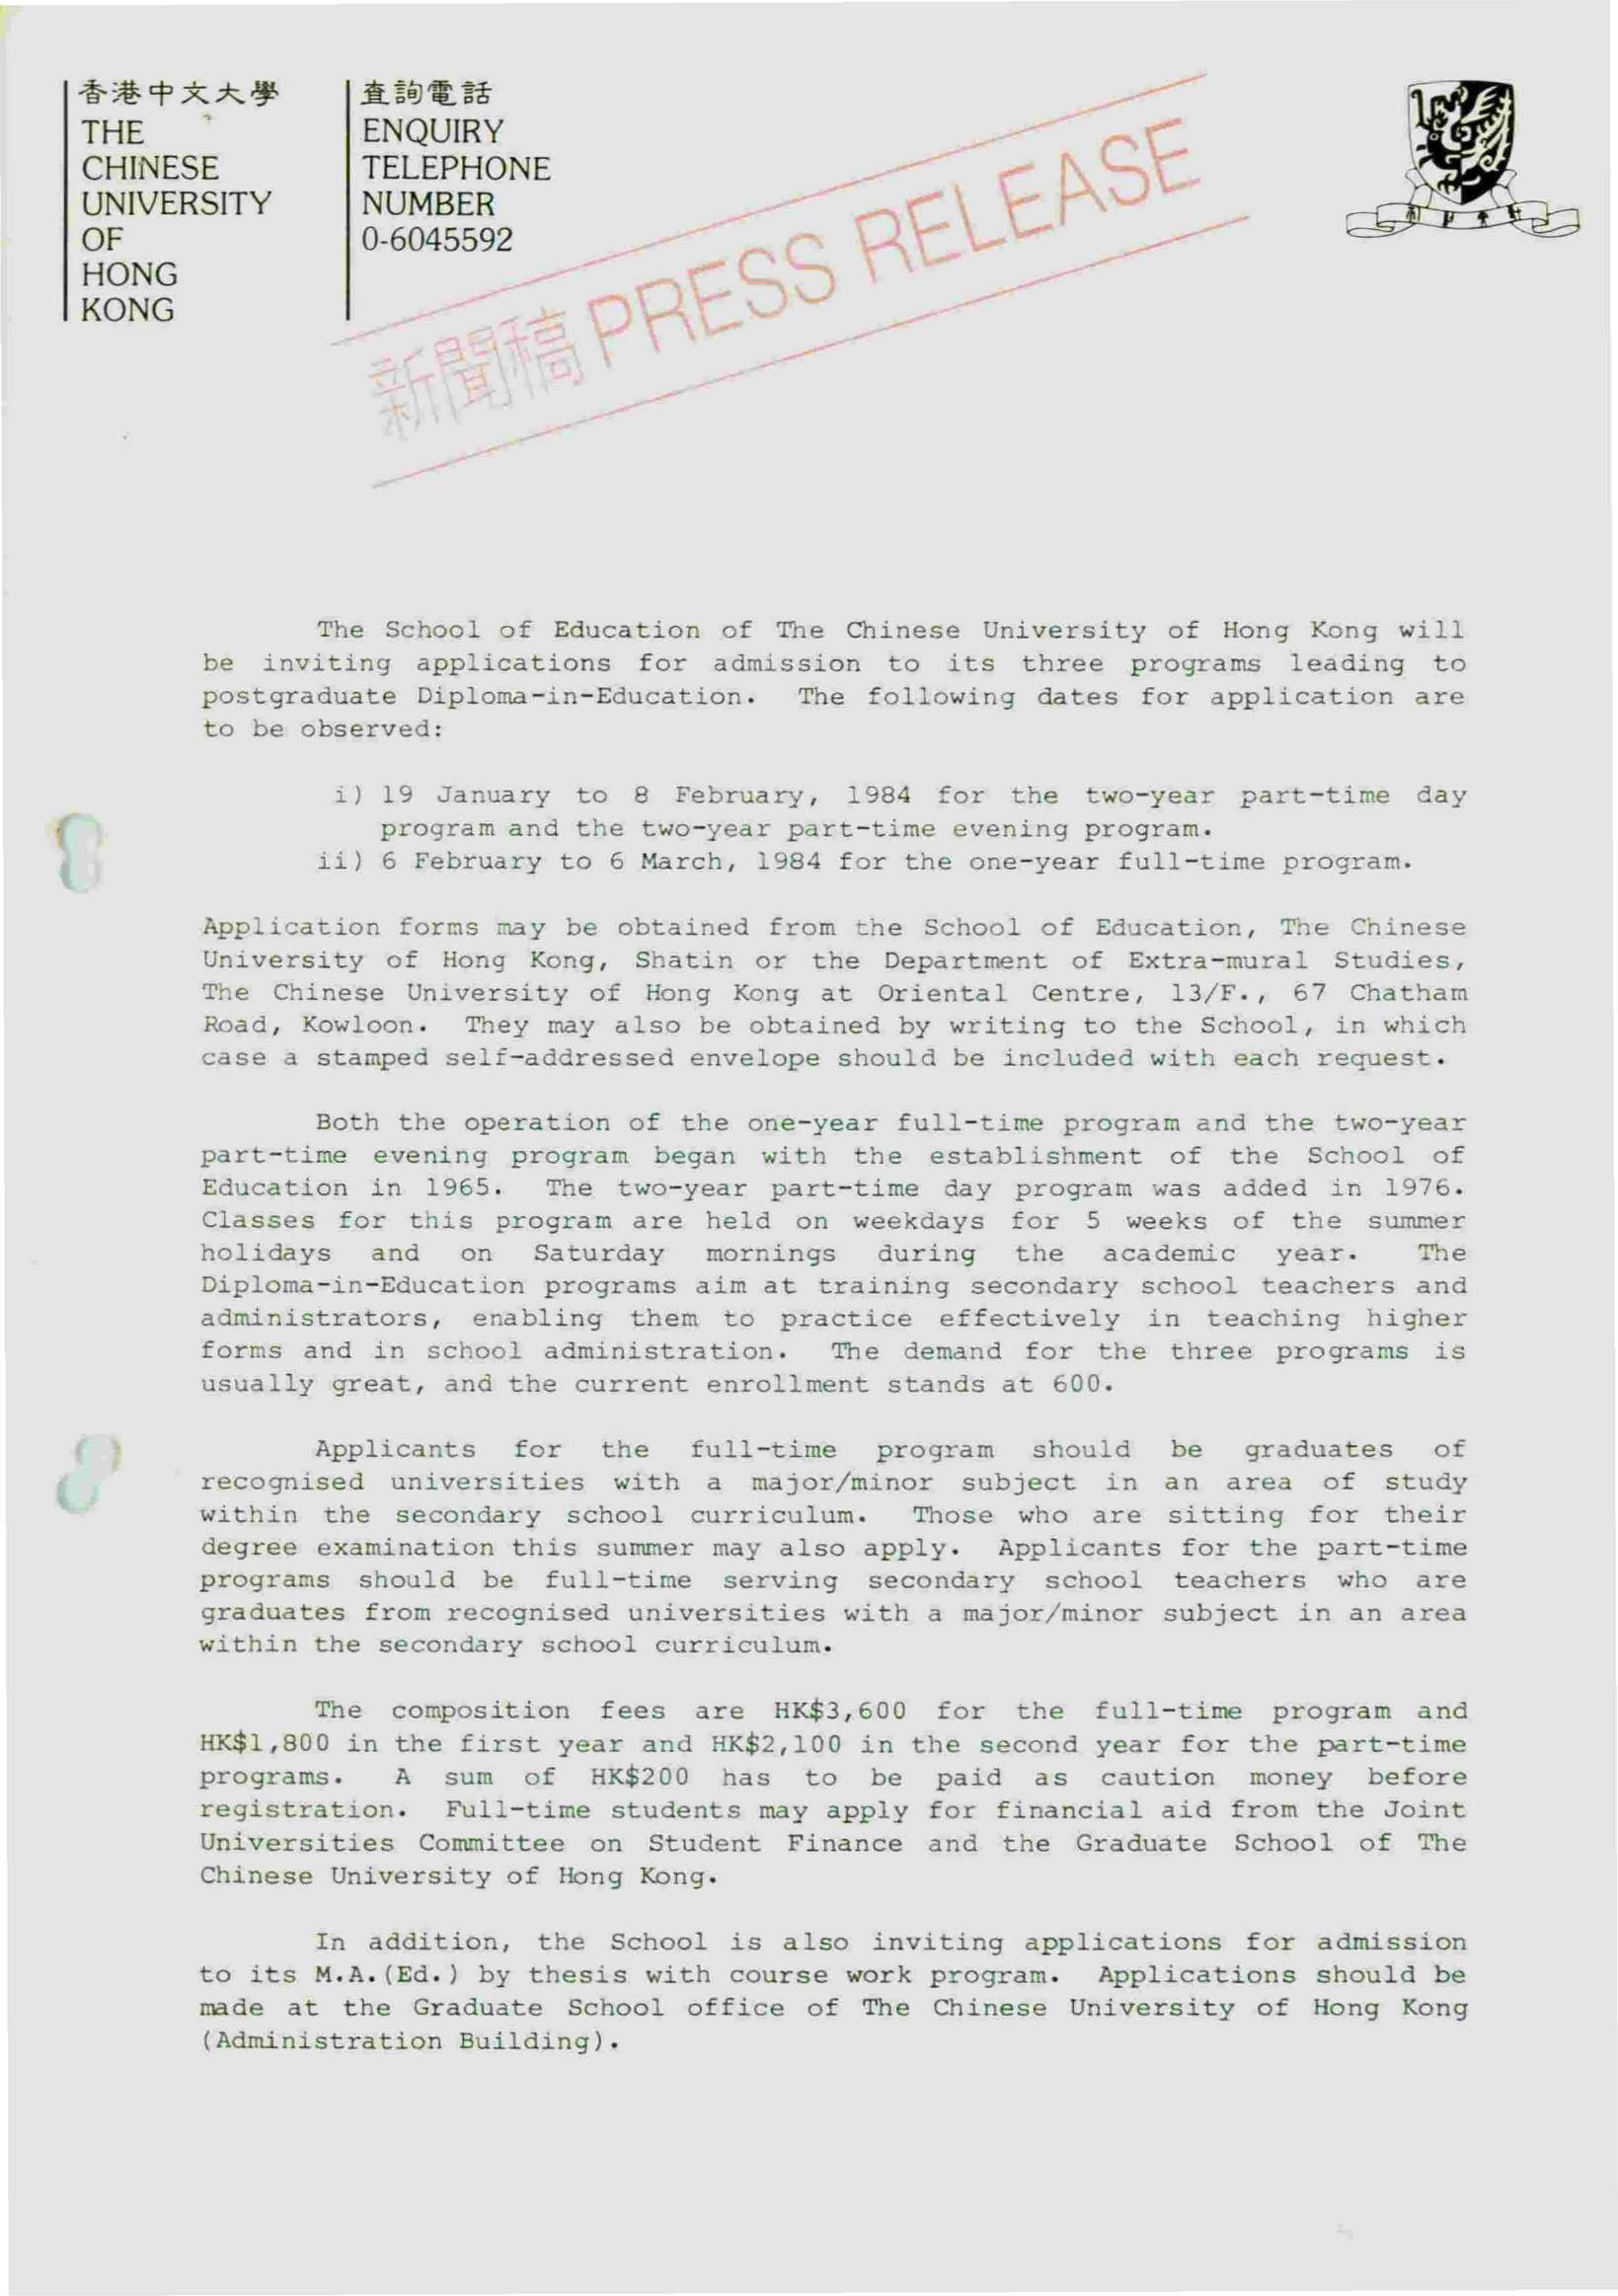 香港中文大學
THE
CHINESE
UNIVERSITY
OF
HONG
KONG
查詢電話
ENQUIRY
TELEPHONE
NUMBER
0-6045592
新聞稿 PRESS RELEASE
The School of Education of The Chinese University of Hong Kong will
be inviting applications for admission to its three programs leading to
postgraduate Diploma-in-Education. The following dates for application are
to be observed:
i) 19 January to 8 February, 1984 for the two-year part-time day
program and the two-year part-time evening program.
ii) 6 February to 6 March, 1984 for the one-year full-time program.
Application forms may be obtained from the School of Education, The Chinese
University of Hong Kong, Shatin or the Department of Extra-mural Studies,
The Chinese University of Hong Kong at Oriental Centre, 13/F., 67 Chatham
Road, Kowloon. They may also be obtained by writing to the School, in which
case a stamped self-addressed envelope should be included with each request.
Both the operation of the one-year full-time program and the two-year
part-time evening program began with the establishment of the School of
Education in 1965. The two-year part-time day program was added in 1976.
Classes for this program are held on weekdays for 5 weeks of the summer
holidays and on Saturday mornings during the academic year. The
Diploma-in-Education programs aim at training secondary school teachers and
administrators, enabling them to practice effectively in teaching higher
forms and in school administration. The demand for the three programs is
usually great, and the current enrollment stands at 600.
Applicants for the full-time program should be graduates of
recognised universities with a major/minor subject in an area of study
within the secondary school curriculum. Those who are sitting for their
degree examination this summer may also apply. Applicants for the part-time
programs should be full-time serving secondary school teachers who are
graduates from recognised universities with a major/minor subject in an area
within the secondary school curriculum.
The composition fees are HK$3,600 for the full-time program and
HK$1,800 in the first year and HK$2,100 in the second year for the part-time
programs. A sum of HK$200 has to be paid as caution money before
registration. Full-time students may apply for financial aid from the Joint
Universities Committee on Student Finance and the Graduate School of The
Chinese University of Hong Kong.
In addition, the School is also inviting applications for admission
to its M.A.(Ed.) by thesis with course work program. Applications should be
made at the Graduate School office of The Chinese University of Hong Kong
(Administration Building).